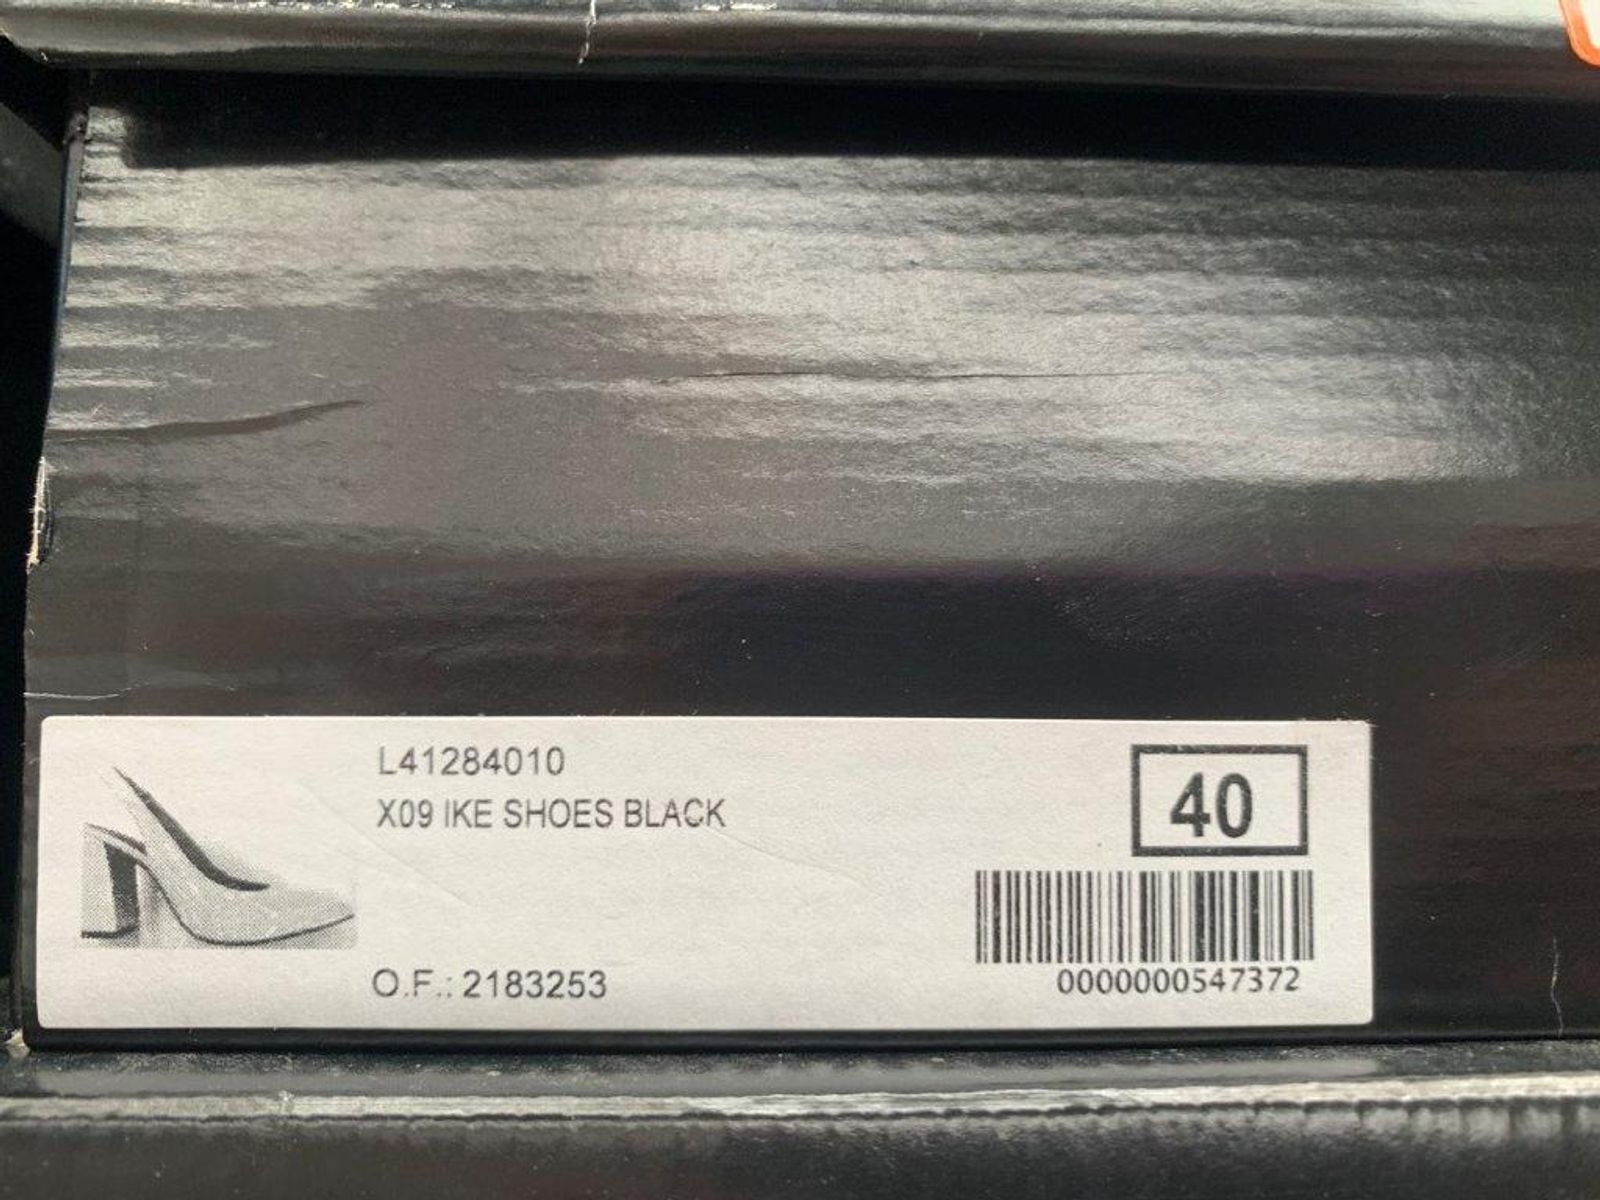 L41284010
X09 IKE SHOES BLACK
40
O.F.: 2183253
0000000547372